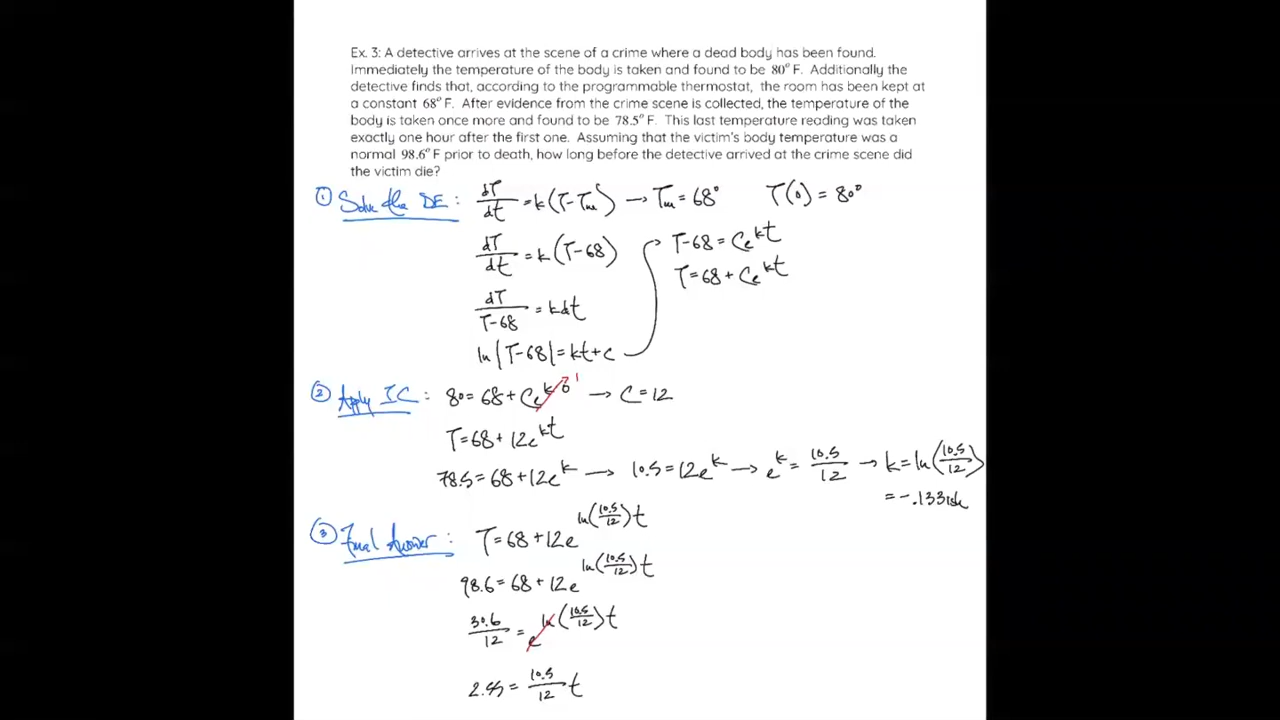 Ex. 3: A detective arrives at the scene of a crime where a dead body has been found.
Immediately the temperature of the body is taken and found to be 80° F. Additionally the
detective finds that, according to the programmable thermostat, the room has been kept at
a constant 68° F. After evidence from the crime scene is collected, the temperature of the
body is taken once more and found to be 78.5° F. This last temperature reading was taken
exactly one hour after the first one. Assuming that the victim's body temperature was a
normal 98.6° F prior to death, how long before the detective arrived at the crime scene did
the victim die?
① Solve the DE: dT/dt = k(T-Tm) → Tm = 68° T(0) = 80°
dT/dt = k(T-68)
dT/(T-68) = kdt
ln|T-68| = kt+c
→ T-68 = Ce^kt
T = 68 + Ce^kt
② Apply IC: 80 = 68 + Ce^k·0 1 → C = 12
T = 68 + 12e^kt
78.5 = 68 + 12e^k → 10.5 = 12e^k → e^k = 10.5/12 → k = ln(10.5/12)
= -.133ish
③ Final Answer: T = 68 + 12e^ln(10.5/12)t
98.6 = 68 + 12e^ln(10.5/12)t
30.6/12 = e^ln(10.5/12)t
2.55 = 10.5/12 t